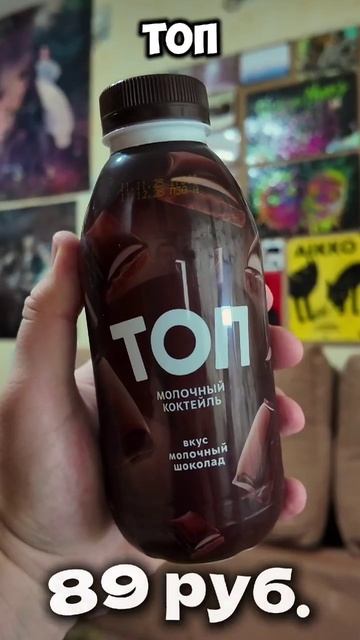 ТОП
ТОП
МОЛОЧНЫЙ
КОКТЕЙЛЬ
ВКУС
МОЛОЧНЫЙ
ШОКОЛАД
AIKKO
89 руб.